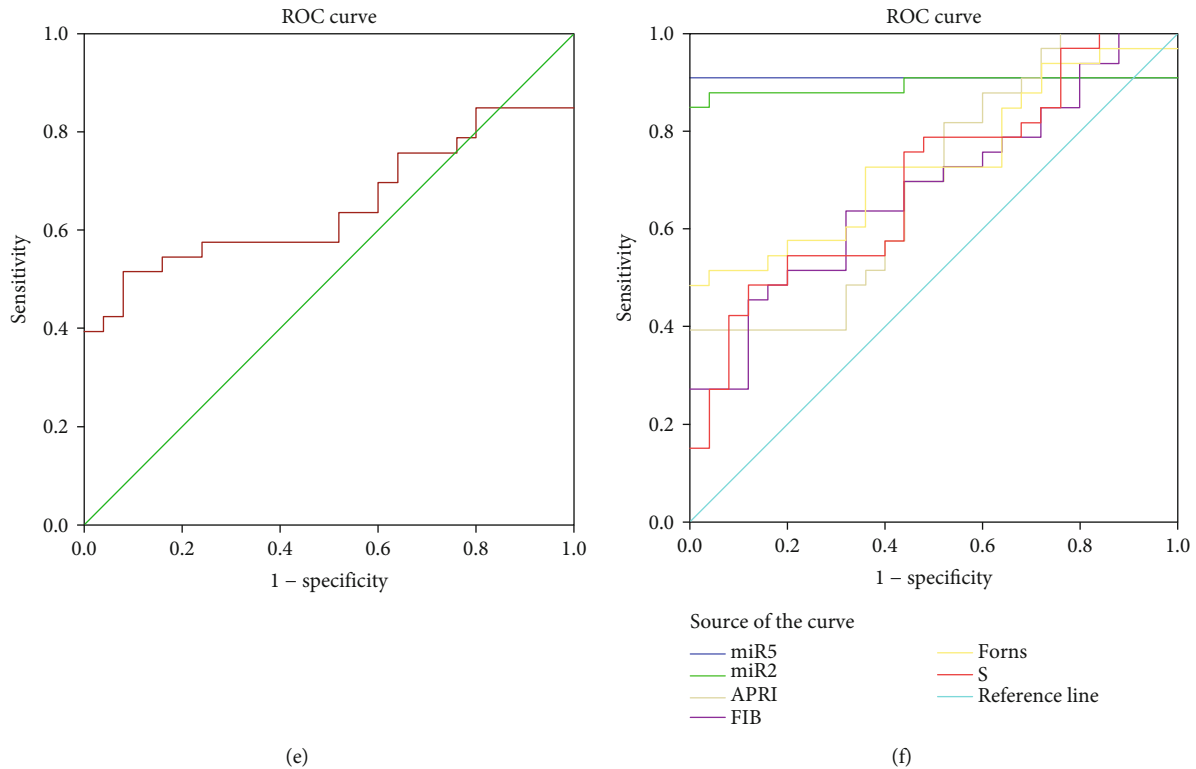 ROC curve
1.0
0.8
0.6
0.4
0.2
0.0
Sensitivity
0.0 0.2 0.4 0.6 0.8 1.0
1 − specificity
(e)
ROC curve
1.0
0.8
0.6
0.4
0.2
0.0
Sensitivity
0.0 0.2 0.4 0.6 0.8 1.0
1 − specificity
Source of the curve
miR5
miR2
APRI
FIB
Forns
S
Reference line
(f)